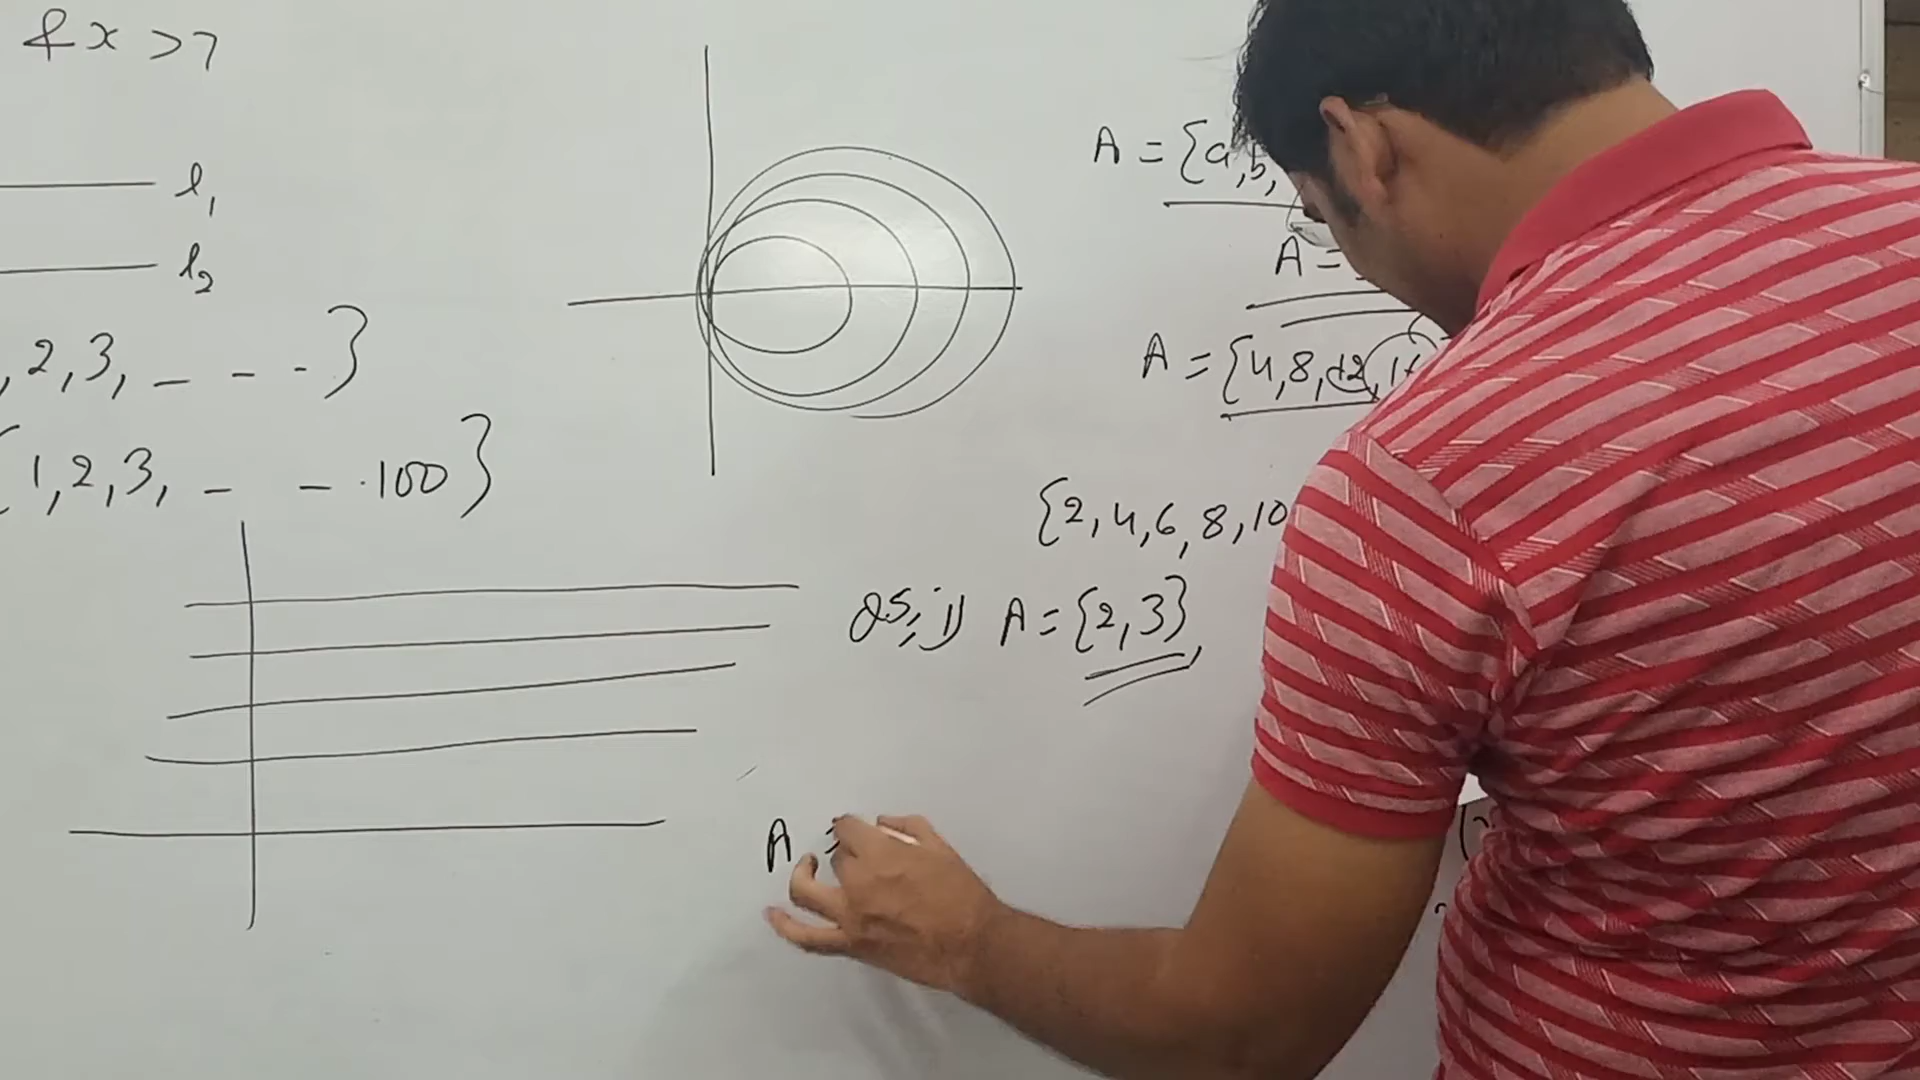 & x > 7
l₁
l₂
, 2, 3, _ - - }
{ 1, 2, 3, - - . 100 }
A = {a, b,
A =
A = {4, 8, 12, 16
{2, 4, 6, 8, 10
Q5; 1) A = {2, 3}
A =